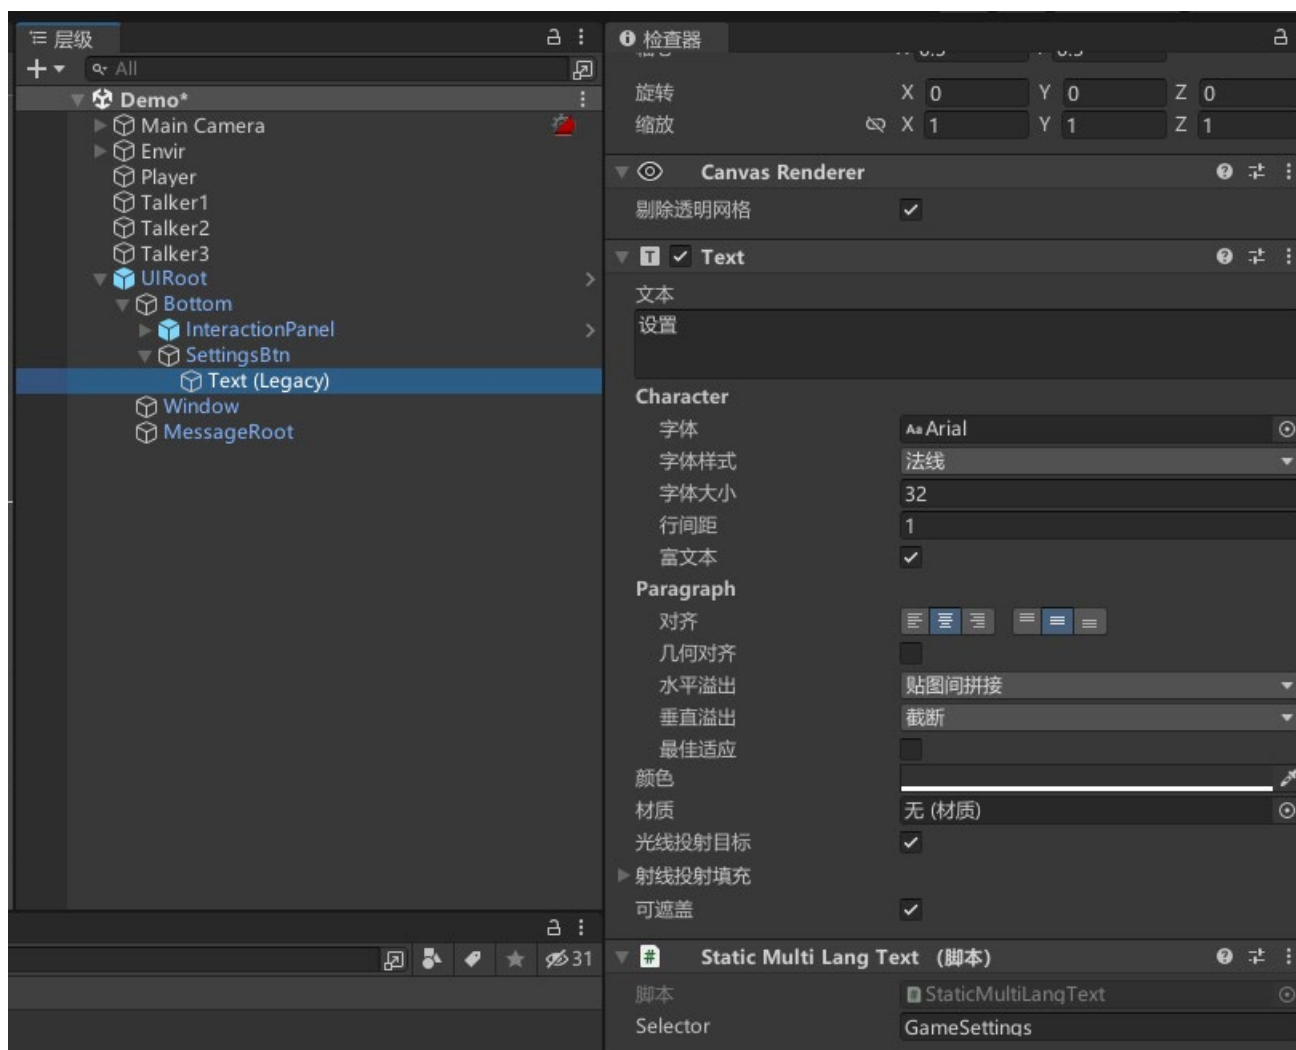 层级
All
Demo*
Main Camera
Envir
Player
Talker1
Talker2
Talker3
UIRoot
Bottom
InteractionPanel
SettingsBtn
Text (Legacy)
Window
MessageRoot
31
检查器
旋转 X 0 Y 0 Z 0
缩放 X 1 Y 1 Z 1
Canvas Renderer
剔除透明网格
T Text
文本
设置
Character
字体 Aa Arial
字体样式 法线
字体大小 32
行间距 1
富文本
Paragraph
对齐
几何对齐
水平溢出 贴图间拼接
垂直溢出 截断
最佳适应
颜色
材质 无 (材质)
光线投射目标
射线投射填充
可遮盖
# Static Multi Lang Text (脚本)
脚本 # StaticMultiLangText
Selector GameSettings